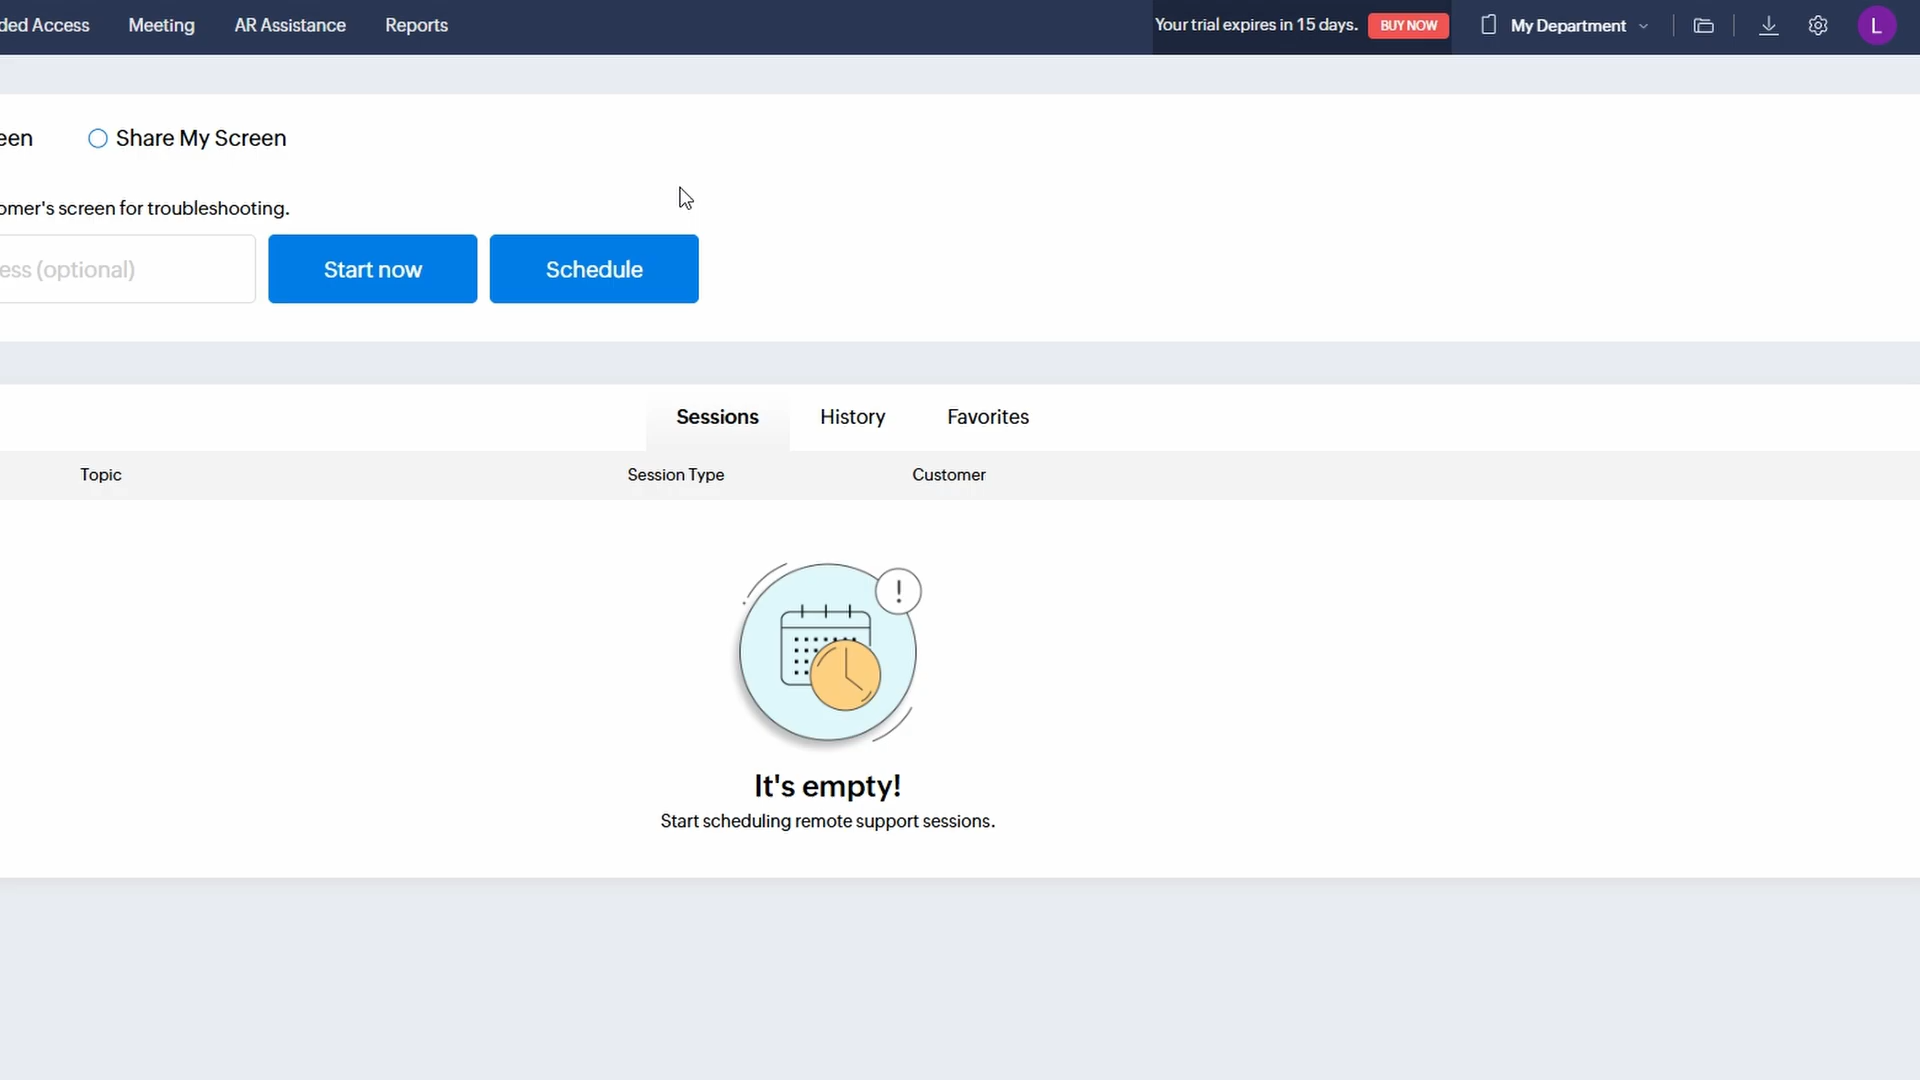 ded Access Meeting AR Assistance Reports Your trial expires in 15 days. BUY NOW My Department L
een Share My Screen
omer's screen for troubleshooting.
ess (optional) Start now Schedule
Sessions History Favorites
Topic Session Type Customer
!
It's empty!
Start scheduling remote support sessions.